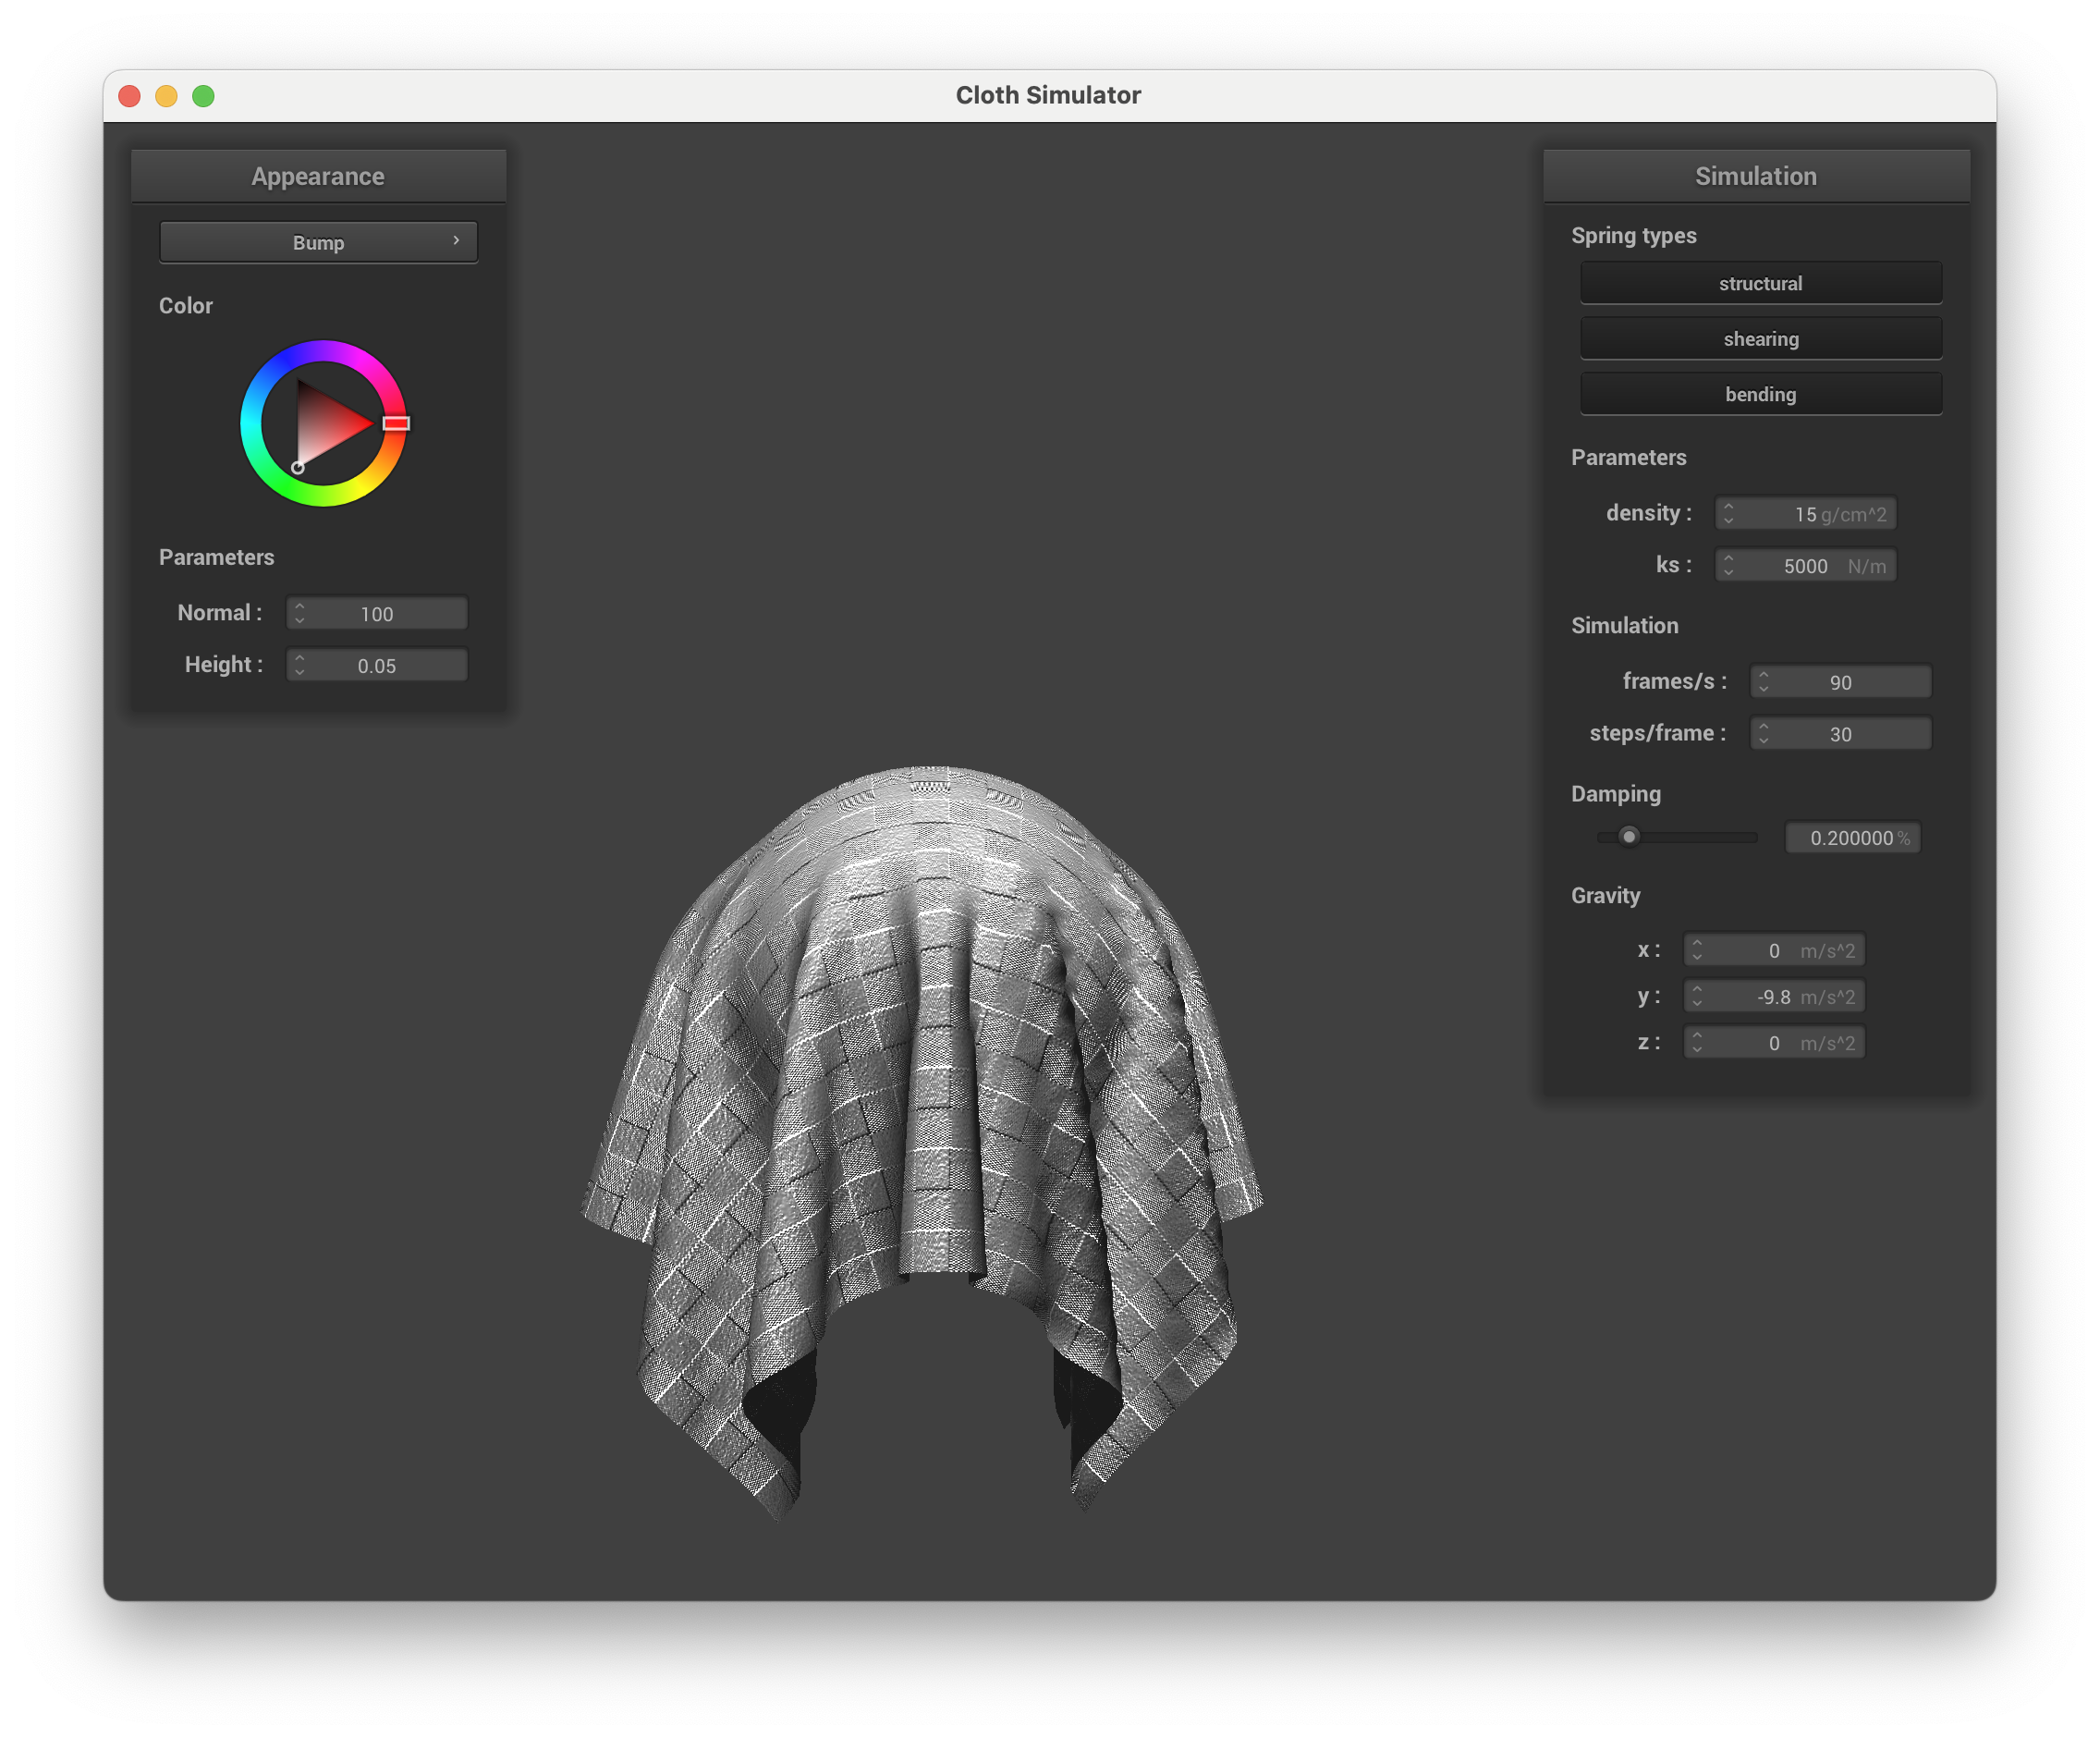 Cloth Simulator
Appearance
Bump
Color
Parameters
Normal : 100
Height : 0.05
Simulation
Spring types
structural
shearing
bending
Parameters
density : 15 g/cm^2
ks : 5000 N/m
Simulation
frames/s : 90
steps/frame : 30
Damping
0.200000 %
Gravity
x : 0 m/s^2
y : -9.8 m/s^2
z : 0 m/s^2